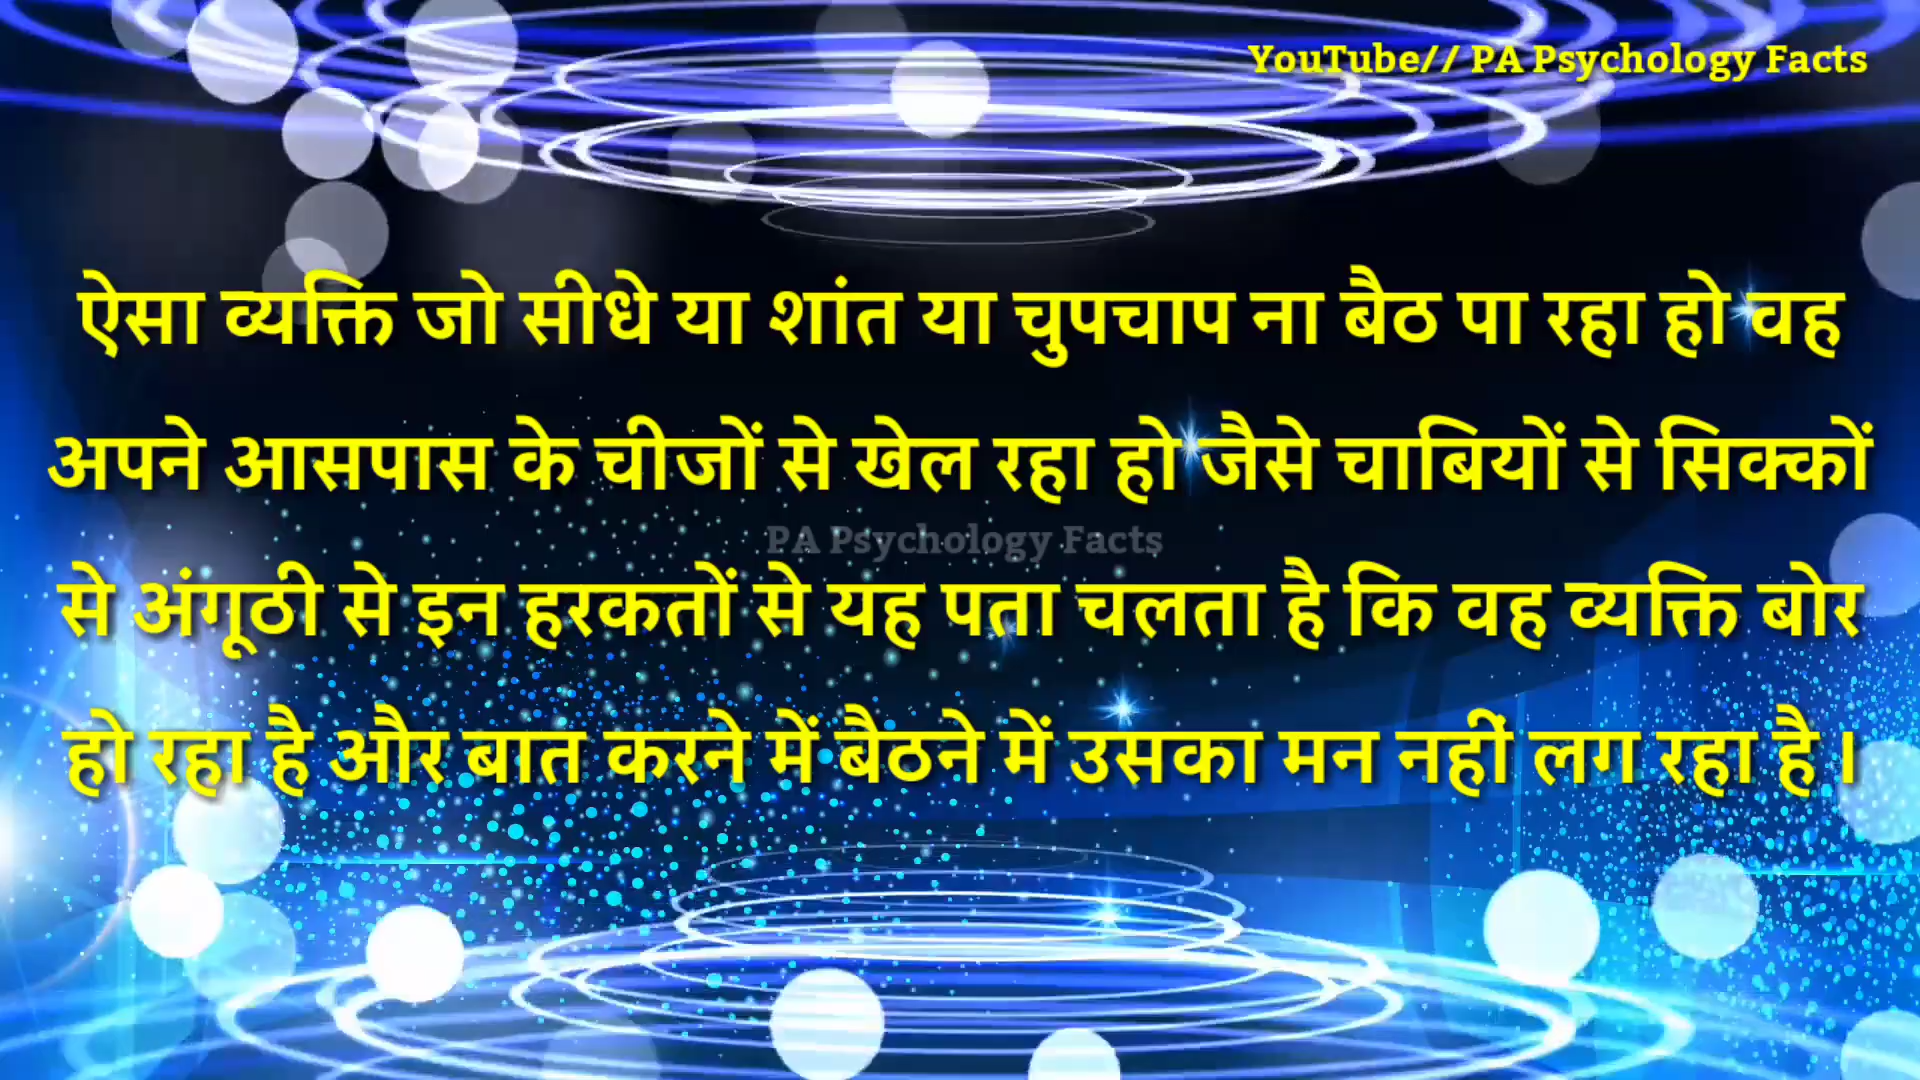 YouTube// PA Psychology Facts
ऐसा व्यक्ति जो सीधे या शांत या चुपचाप ना बैठ पा रहा हो वह
अपने आसपास के चीजों से खेल रहा हो जैसे चाबियों से सिक्कों
PA Psychology Facts
से अंगूठी से इन हरकतों से यह पता चलता है कि वह व्यक्ति बोर
हो रहा है और बात करने में बैठने में उसका मन नहीं लग रहा है ।